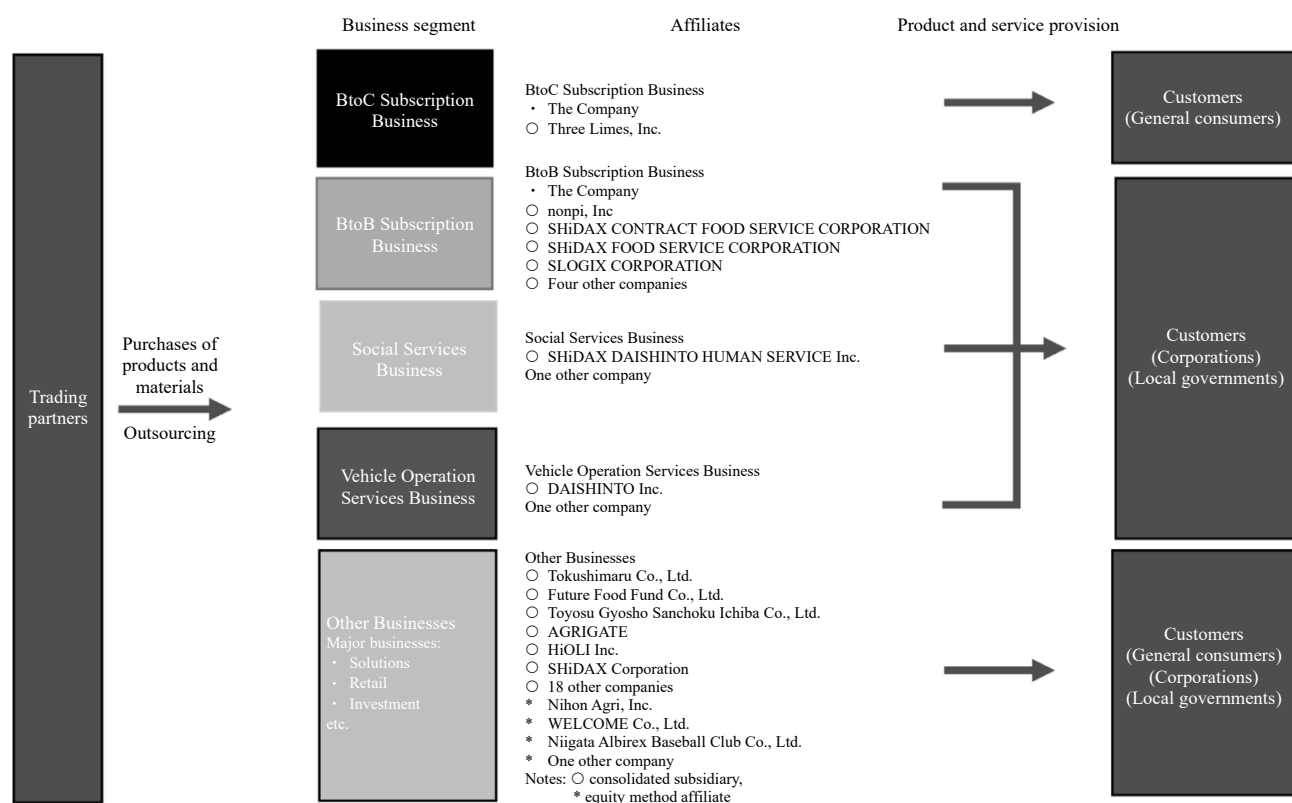 Business segment
Affiliates
Product and service provision
Trading
partners
Purchases of
products and
materials
Outsourcing
BtoC Subscription
Business
BtoC Subscription Business
・ The Company
○ Three Limes, Inc.
Customers
(General consumers)
BtoB Subscription
Business
BtoB Subscription Business
・ The Company
○ nonpi, Inc
○ SHiDAX CONTRACT FOOD SERVICE CORPORATION
○ SHiDAX FOOD SERVICE CORPORATION
○ SLOGIX CORPORATION
○ Four other companies
Social Services
Business
Social Services Business
○ SHiDAX DAISHINTO HUMAN SERVICE Inc.
One other company
Customers
(Corporations)
(Local governments)
Vehicle Operation
Services Business
Vehicle Operation Services Business
○ DAISHINTO Inc.
One other company
Other Businesses
Major businesses:
・ Solutions
・ Retail
・ Investment
etc.
Other Businesses
○ Tokushimaru Co., Ltd.
○ Future Food Fund Co., Ltd.
○ Toyosu Gyosho Sanchoku Ichiba Co., Ltd.
○ AGRIGATE
○ HiOLI Inc.
○ SHiDAX Corporation
○ 18 other companies
* Nihon Agri, Inc.
* WELCOME Co., Ltd.
* Niigata Albirex Baseball Club Co., Ltd.
* One other company
Notes: ○ consolidated subsidiary,
* equity method affiliate
Customers
(General consumers)
(Corporations)
(Local governments)